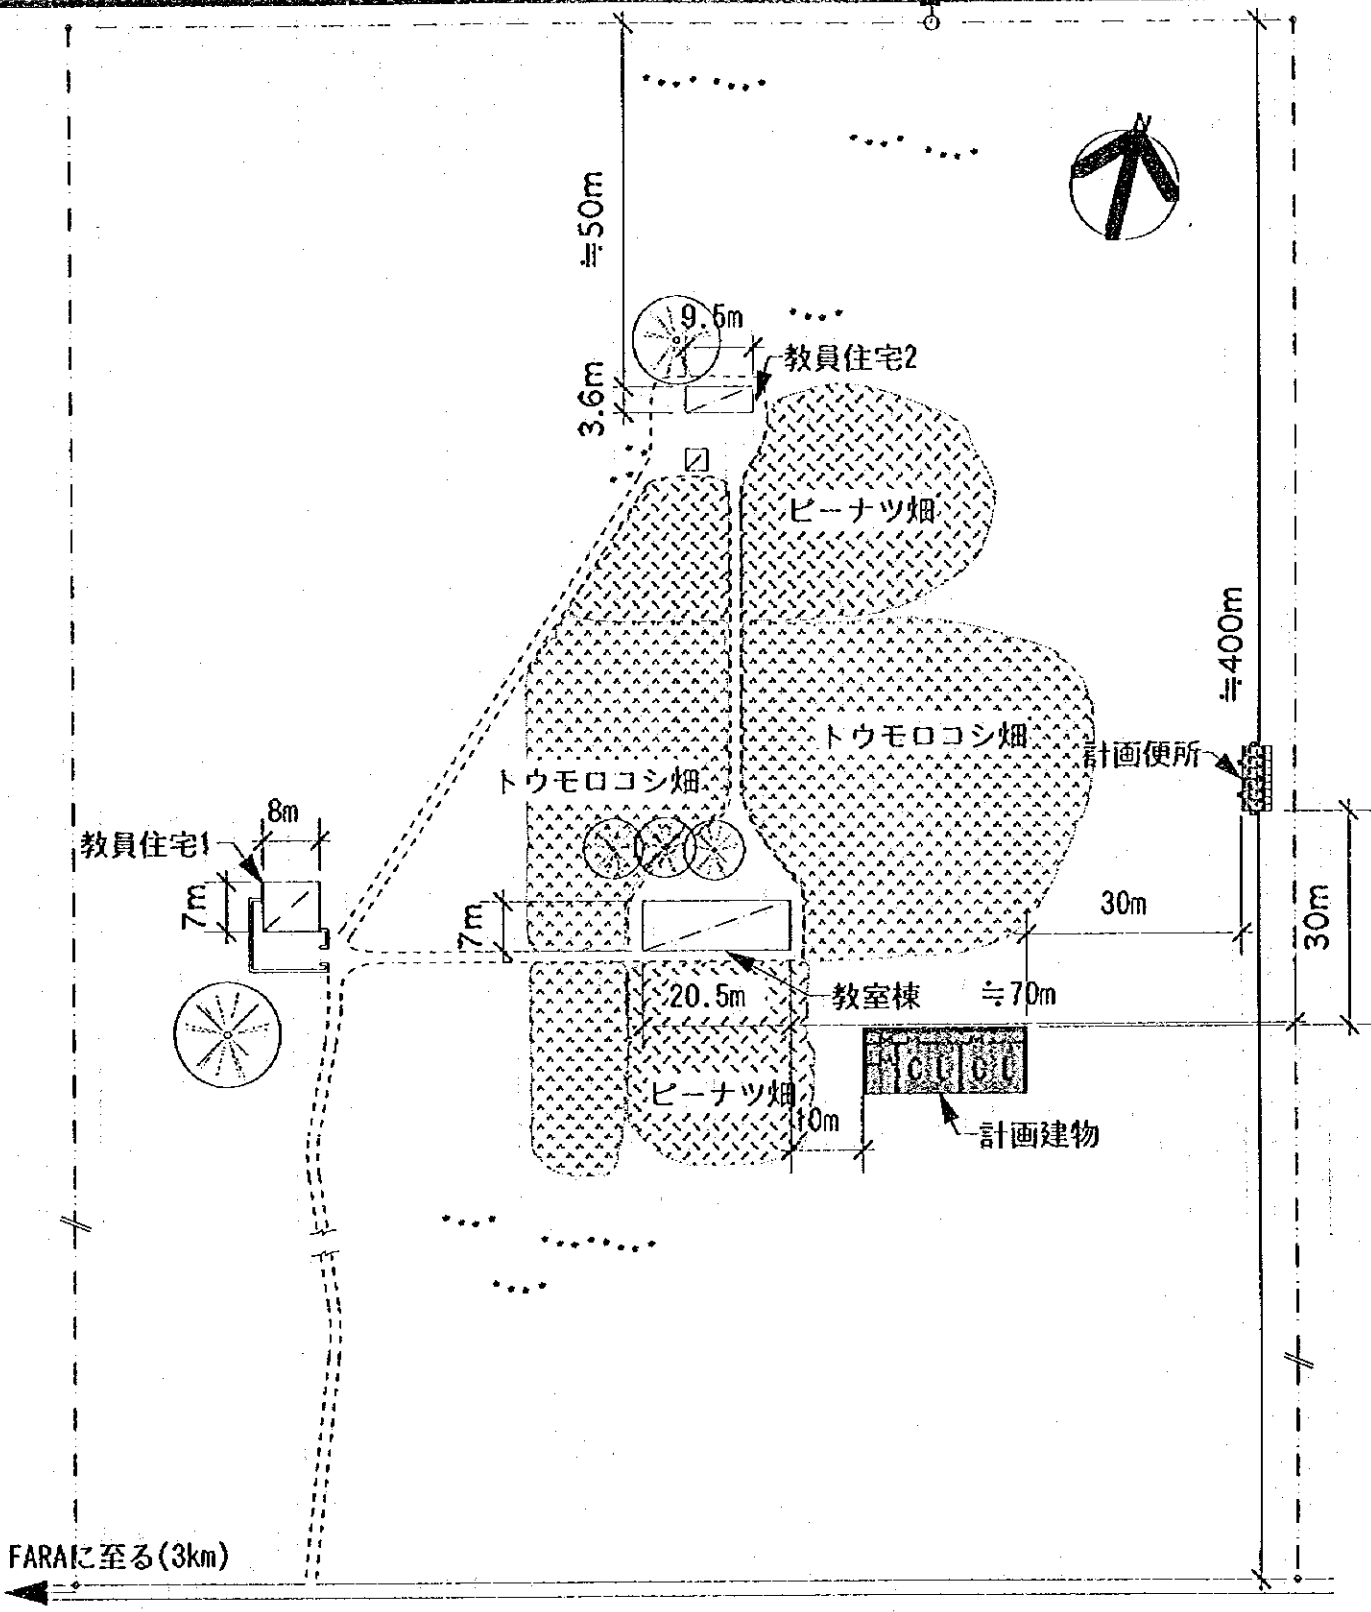 N
≒50m
9.5m
教員住宅2
3.6m
ピーナツ畑
≒400m
トウモロコシ畑
計画便所
トウモロコシ畑
8m
教員住宅1
7m
7m
30m
30m
20.5m
教室棟
≒70m
ピーナツ畑
10m
計画建物
FARAに至る(3km)